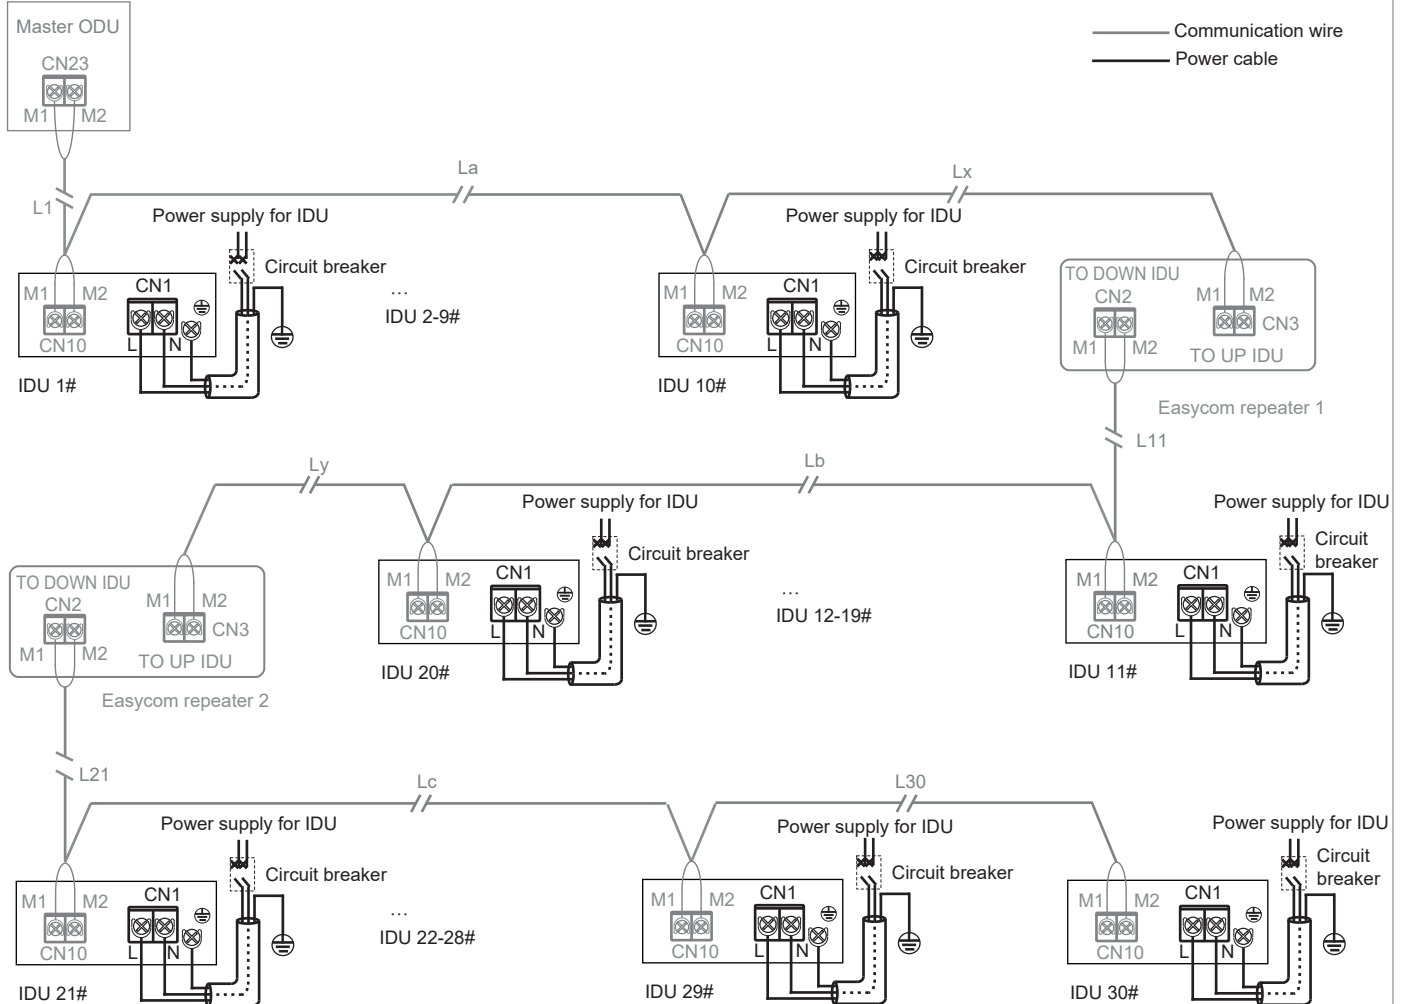 Master ODU
CN23
M1 M2
Communication wire
Power cable
L1
La
Lx
Power supply for IDU
Circuit breaker
M1 M2
CN1
CN10
L N
IDU 1#
...
IDU 2-9#
Power supply for IDU
Circuit breaker
M1 M2
CN1
CN10
L N
IDU 10#
TO DOWN IDU
CN2
M1 M2
M1 M2
CN3
TO UP IDU
Easycom repeater 1
L11
Ly
Lb
TO DOWN IDU
CN2
M1 M2
M1 M2
CN3
TO UP IDU
Easycom repeater 2
Power supply for IDU
Circuit breaker
M1 M2
CN1
CN10
L N
IDU 20#
...
IDU 12-19#
Power supply for IDU
Circuit
breaker
M1 M2
CN1
CN10
L N
IDU 11#
L21
Lc
L30
Power supply for IDU
Circuit breaker
M1 M2
CN1
CN10
L N
IDU 21#
...
IDU 22-28#
Power supply for IDU
Circuit breaker
M1 M2
CN1
CN10
L N
IDU 29#
Power supply for IDU
Circuit
breaker
M1 M2
CN1
CN10
L N
IDU 30#